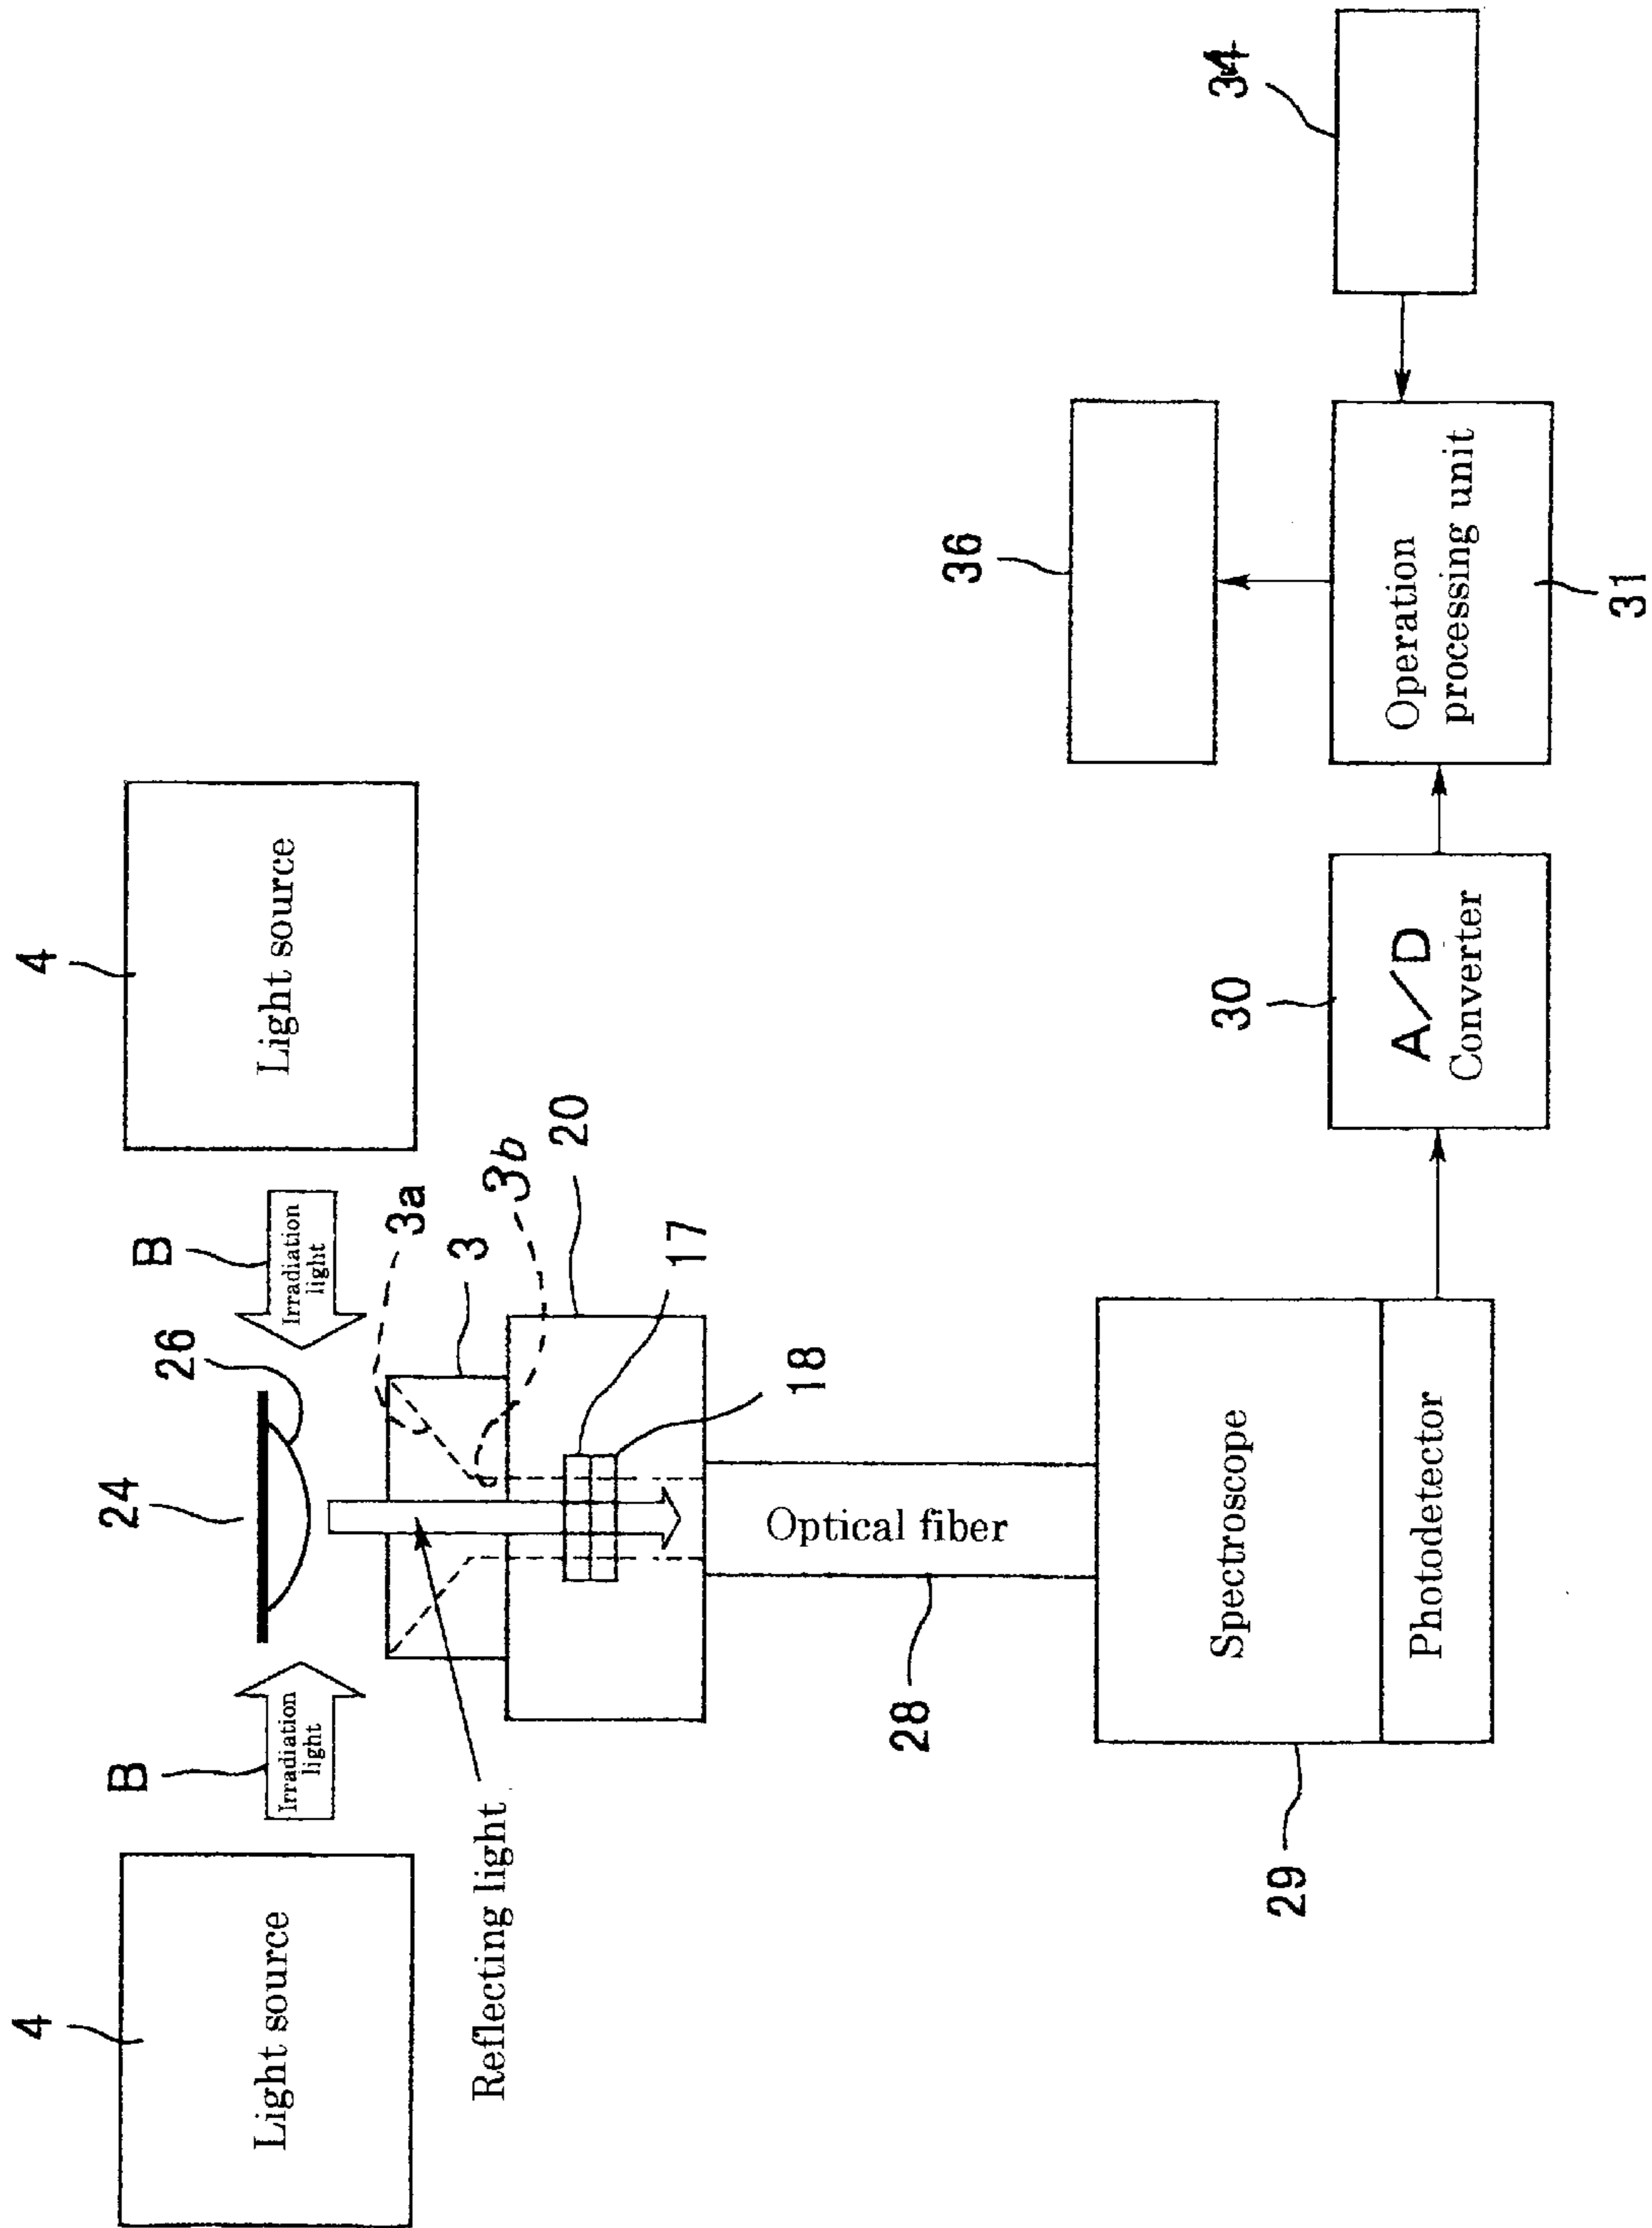 4
Light source
B
Irradiation
light
24
26
B
Irradiation
light
4
Light source
Reflecting light
3a
3
3b
20
17
18
Optical fiber
28
Spectroscope
Photodetector
29
30
A/D
Converter
36
Operation
processing unit
31
34